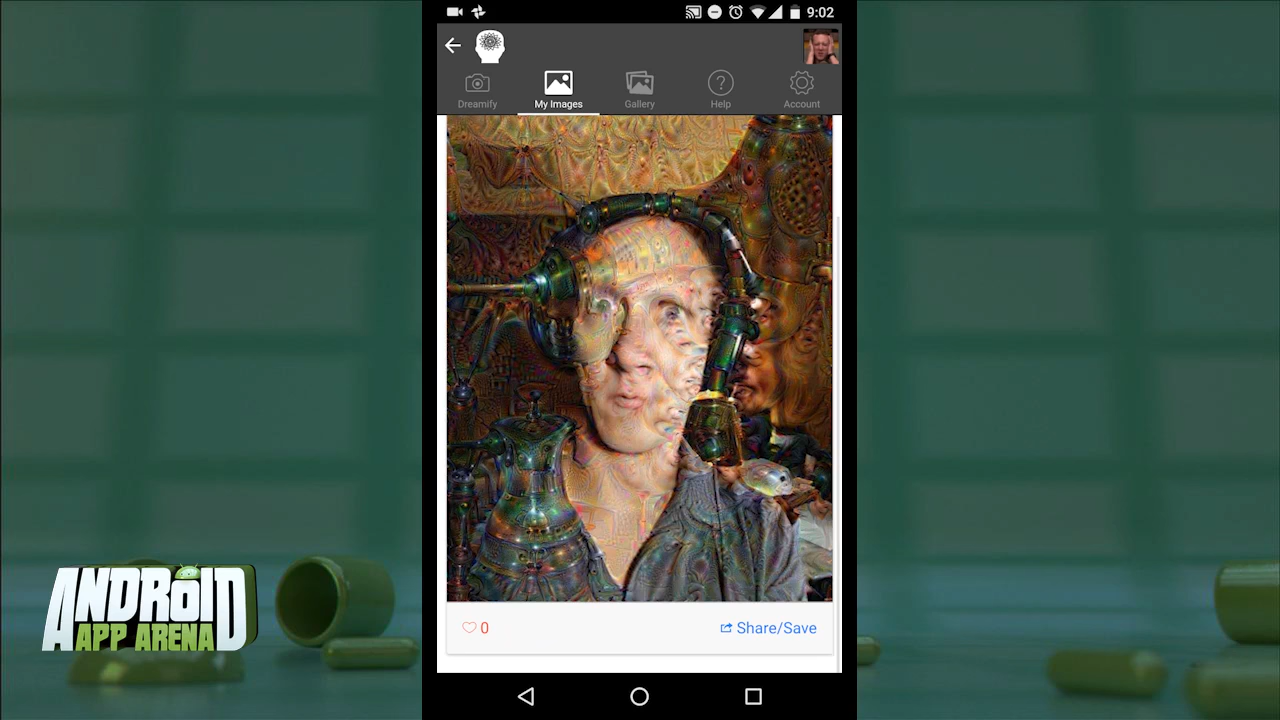 9:02
Dreamify
My Images
Gallery
Help
Account
0
Share/Save
ANDROID
APP ARENA